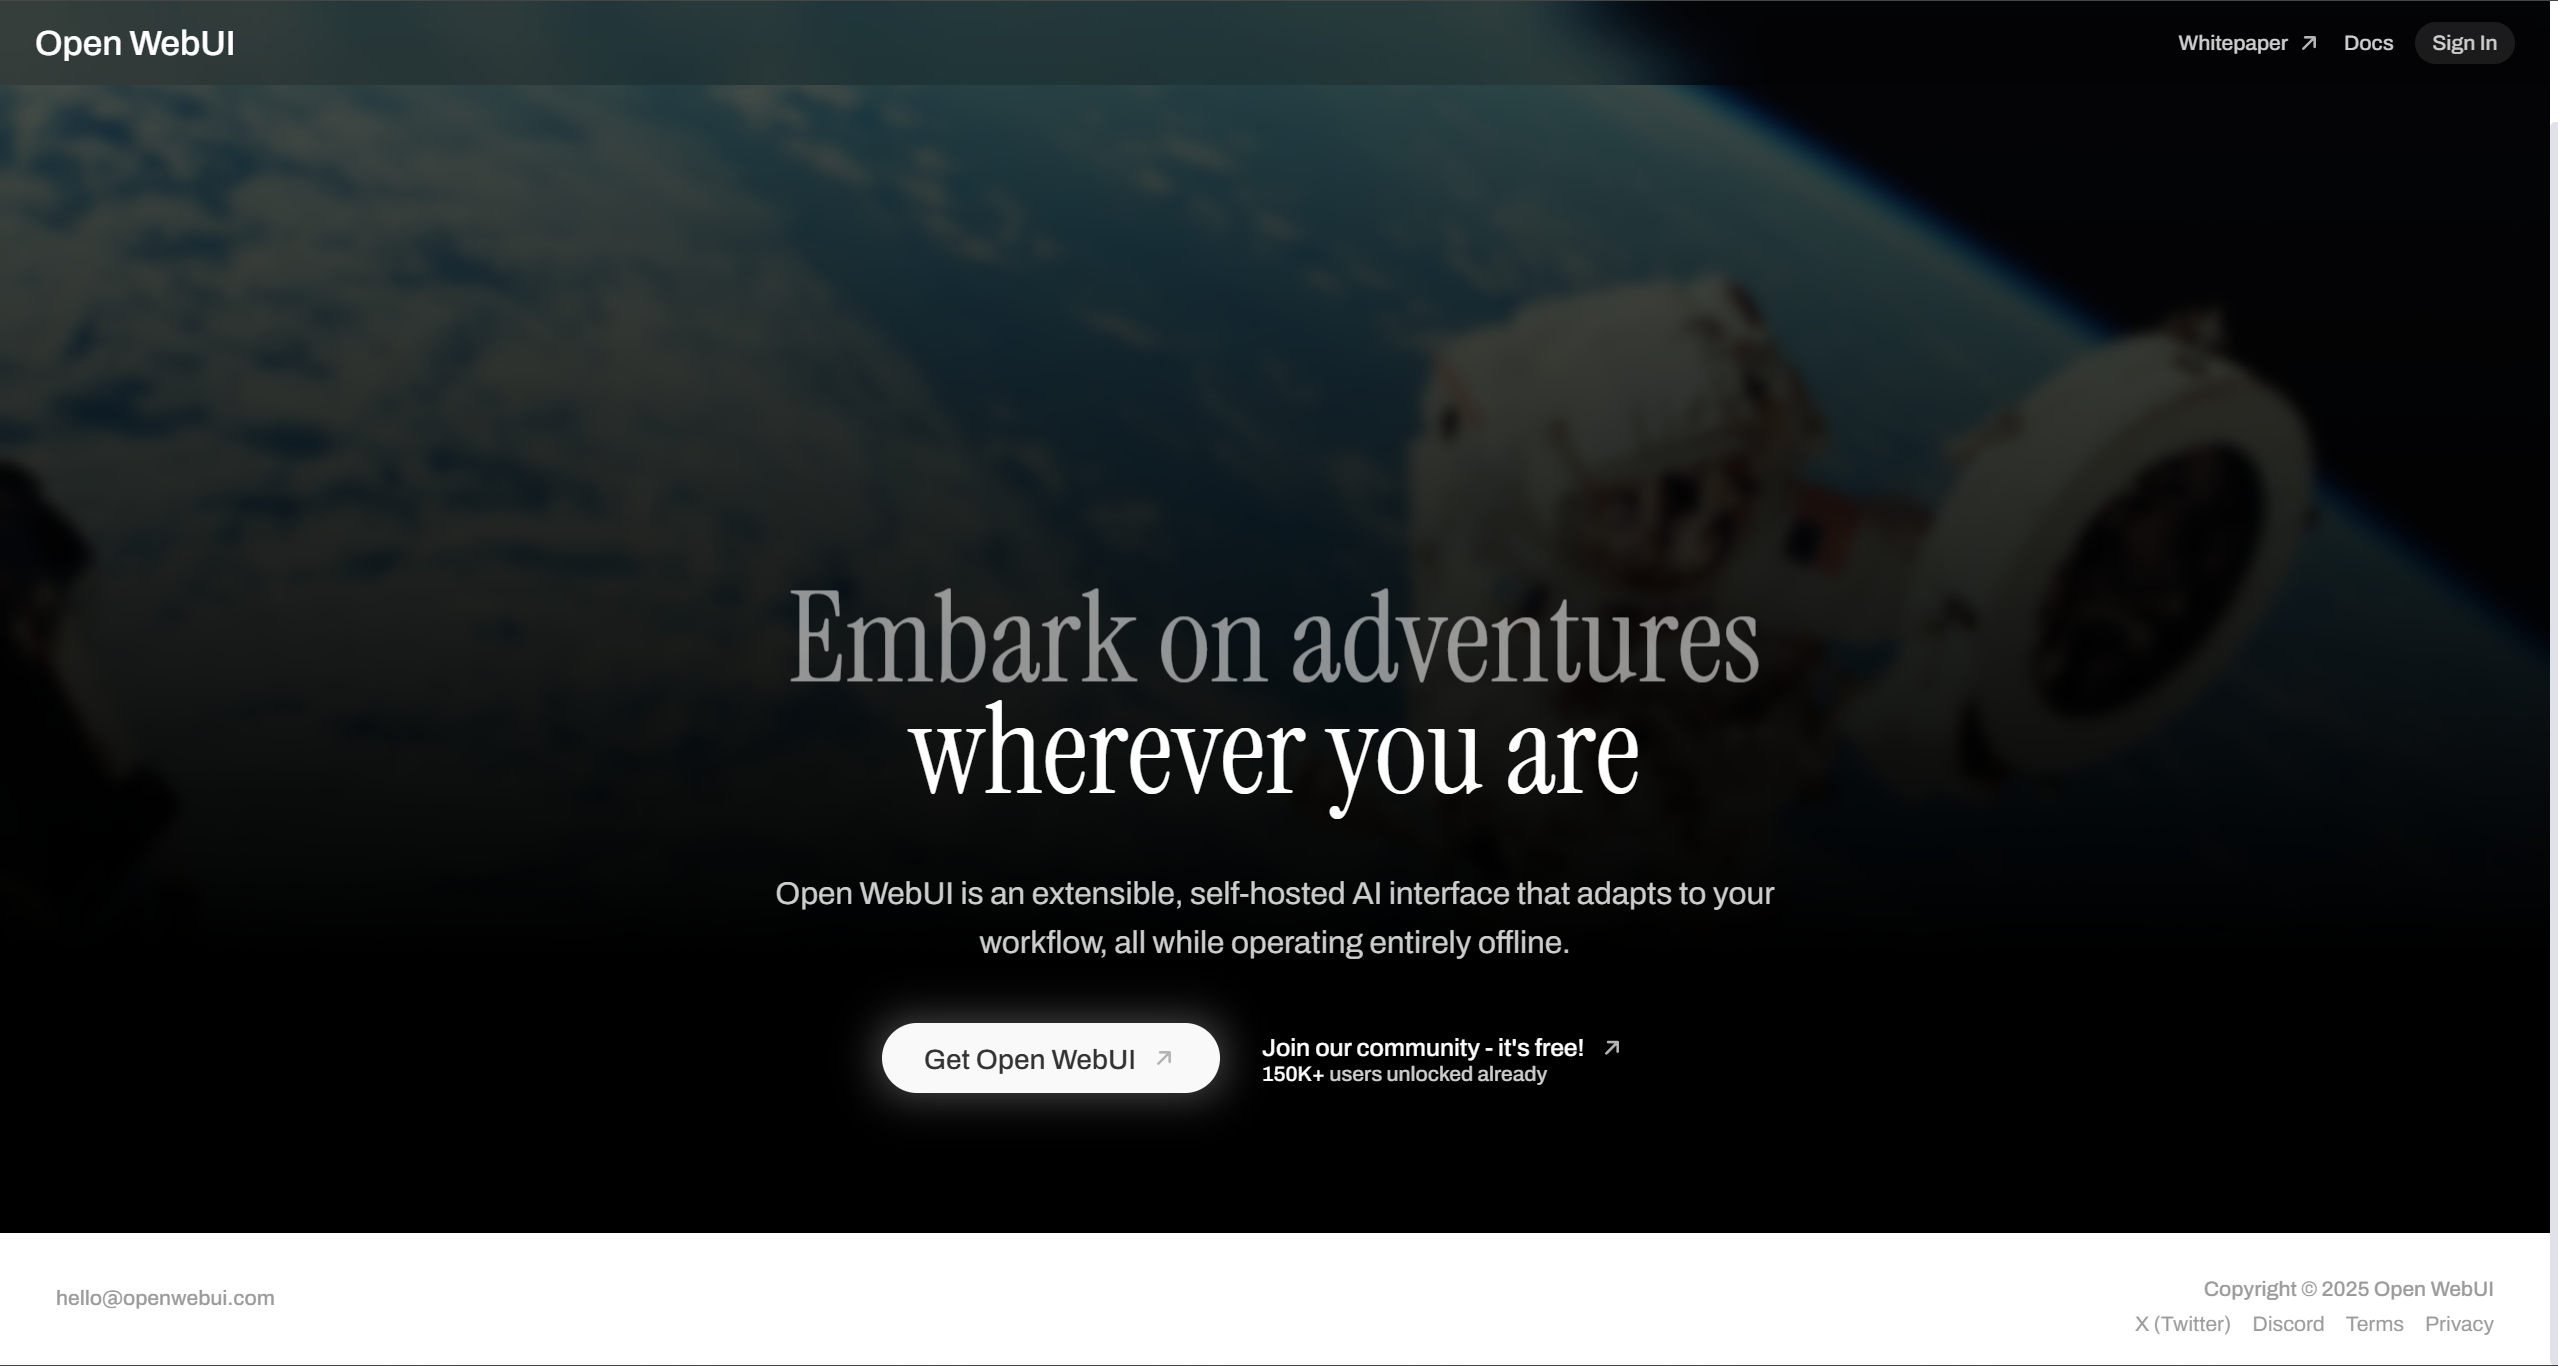 Open WebUI
Whitepaper Docs Sign In
Embark on adventures
wherever you are
Open WebUI is an extensible, self-hosted AI interface that adapts to your
workflow, all while operating entirely offline.
Get Open WebUI
Join our community - it's free!
150K+ users unlocked already
hello@openwebui.com
Copyright © 2025 Open WebUI
X (Twitter) Discord Terms Privacy